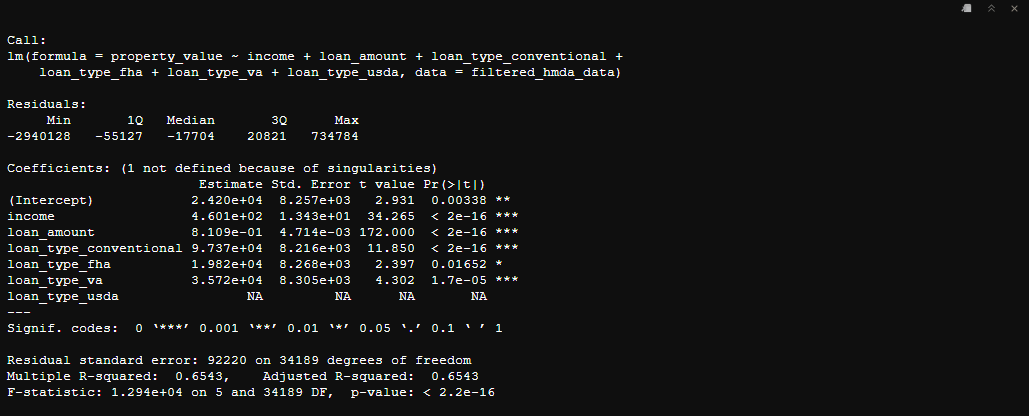 Call:
lm(formula = property_value ~ income + loan_amount + loan_type_conventional +
    loan_type_fha + loan_type_va + loan_type_usda, data = filtered_hmda_data)

Residuals:
     Min       1Q   Median       3Q      Max
-2940128   -55127   -17704    20821   734784

Coefficients: (1 not defined because of singularities)
                        Estimate Std. Error t value Pr(>|t|)
(Intercept)            2.420e+04  8.257e+03   2.931  0.00338 **
income                 4.601e+02  1.343e+01  34.265  < 2e-16 ***
loan_amount            8.109e-01  4.714e-03 172.000  < 2e-16 ***
loan_type_conventional 9.737e+04  8.216e+03  11.850  < 2e-16 ***
loan_type_fha          1.982e+04  8.268e+03   2.397  0.01652 *
loan_type_va           3.572e+04  8.305e+03   4.302  1.7e-05 ***
loan_type_usda                NA         NA      NA       NA
---
Signif. codes:  0 ‘***’ 0.001 ‘**’ 0.01 ‘*’ 0.05 ‘.’ 0.1 ‘ ’ 1

Residual standard error: 92220 on 34189 degrees of freedom
Multiple R-squared:  0.6543,    Adjusted R-squared:  0.6543
F-statistic: 1.294e+04 on 5 and 34189 DF,  p-value: < 2.2e-16